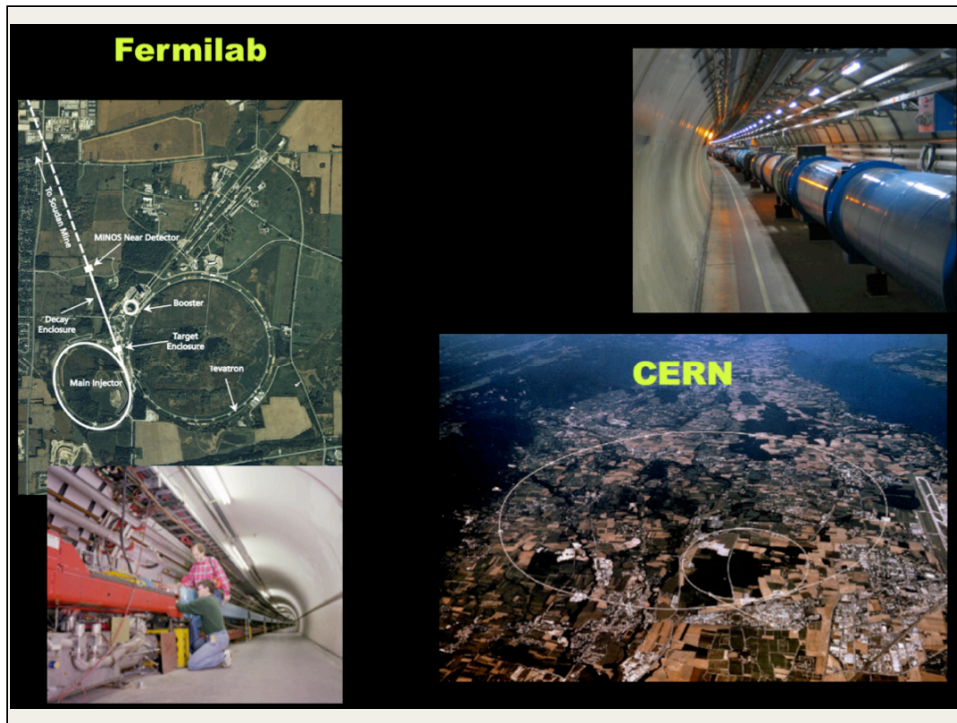 Fermilab
To Soudan Mine
MINOS Near Detector
Booster
Decay
Enclosure
Target
Enclosure
Main Injector
Tevatron
CERN